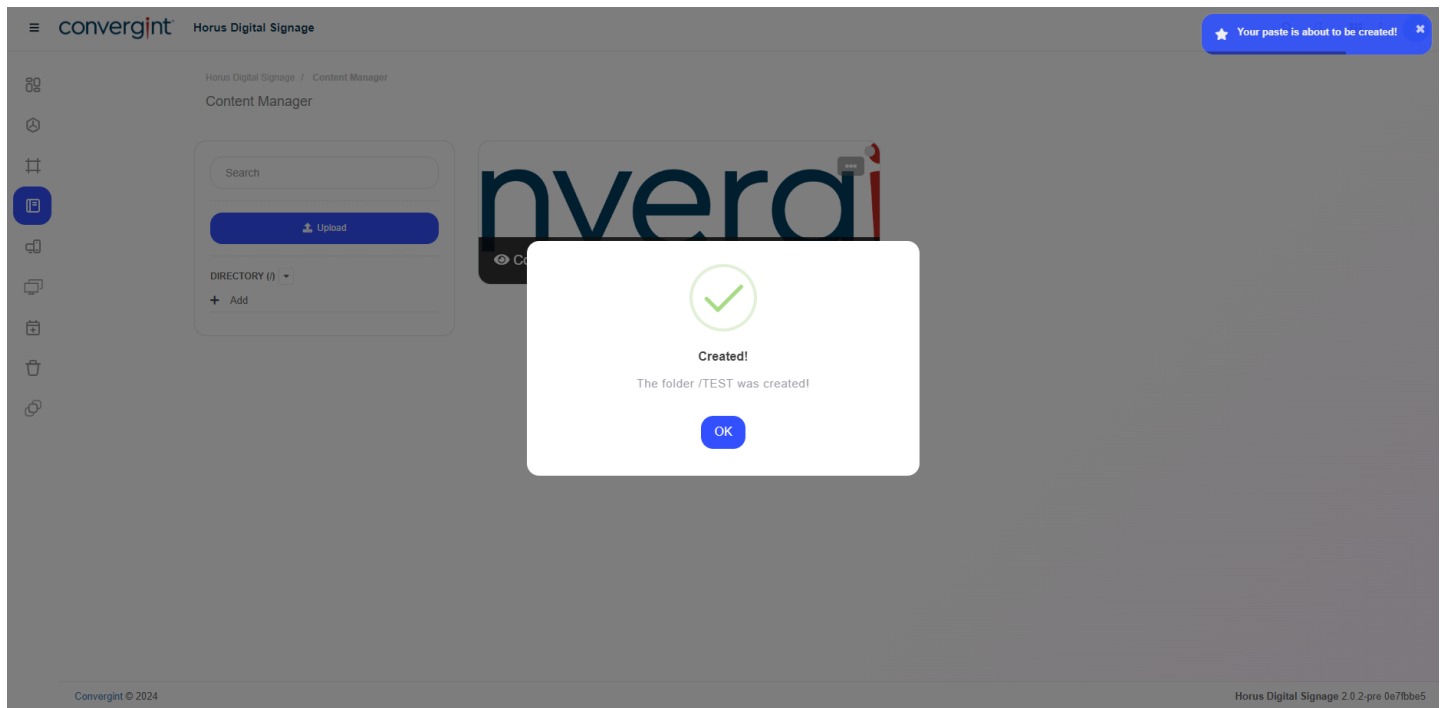 convergint
Horus Digital Signage
Your paste is about to be created!
Horus Digital Signage / Content Manager
Content Manager
Search
Upload
DIRECTORY (/)
Add
nvergi
Co
Created!
The folder /TEST was created!
OK
Convergint © 2024
Horus Digital Signage 2.0.2-pre 0e7fbbe5